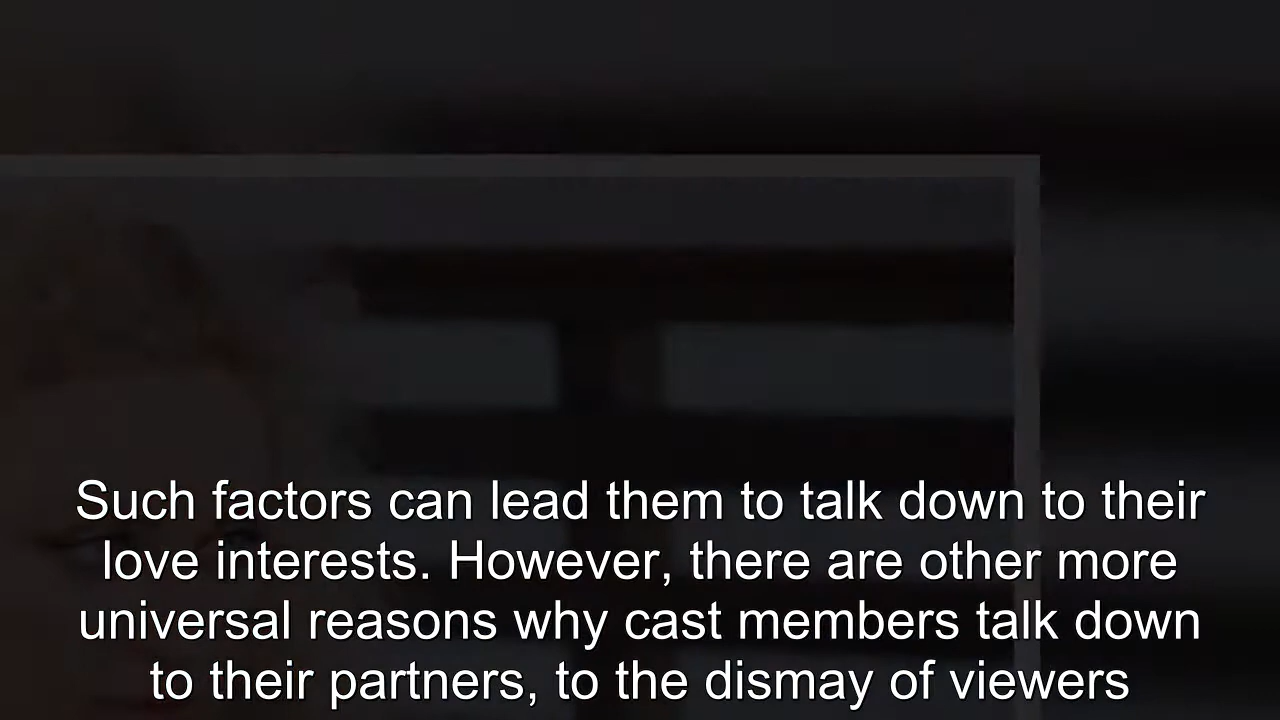 Such factors can lead them to talk down to their
love interests. However, there are other more
universal reasons why cast members talk down
to their partners, to the dismay of viewers